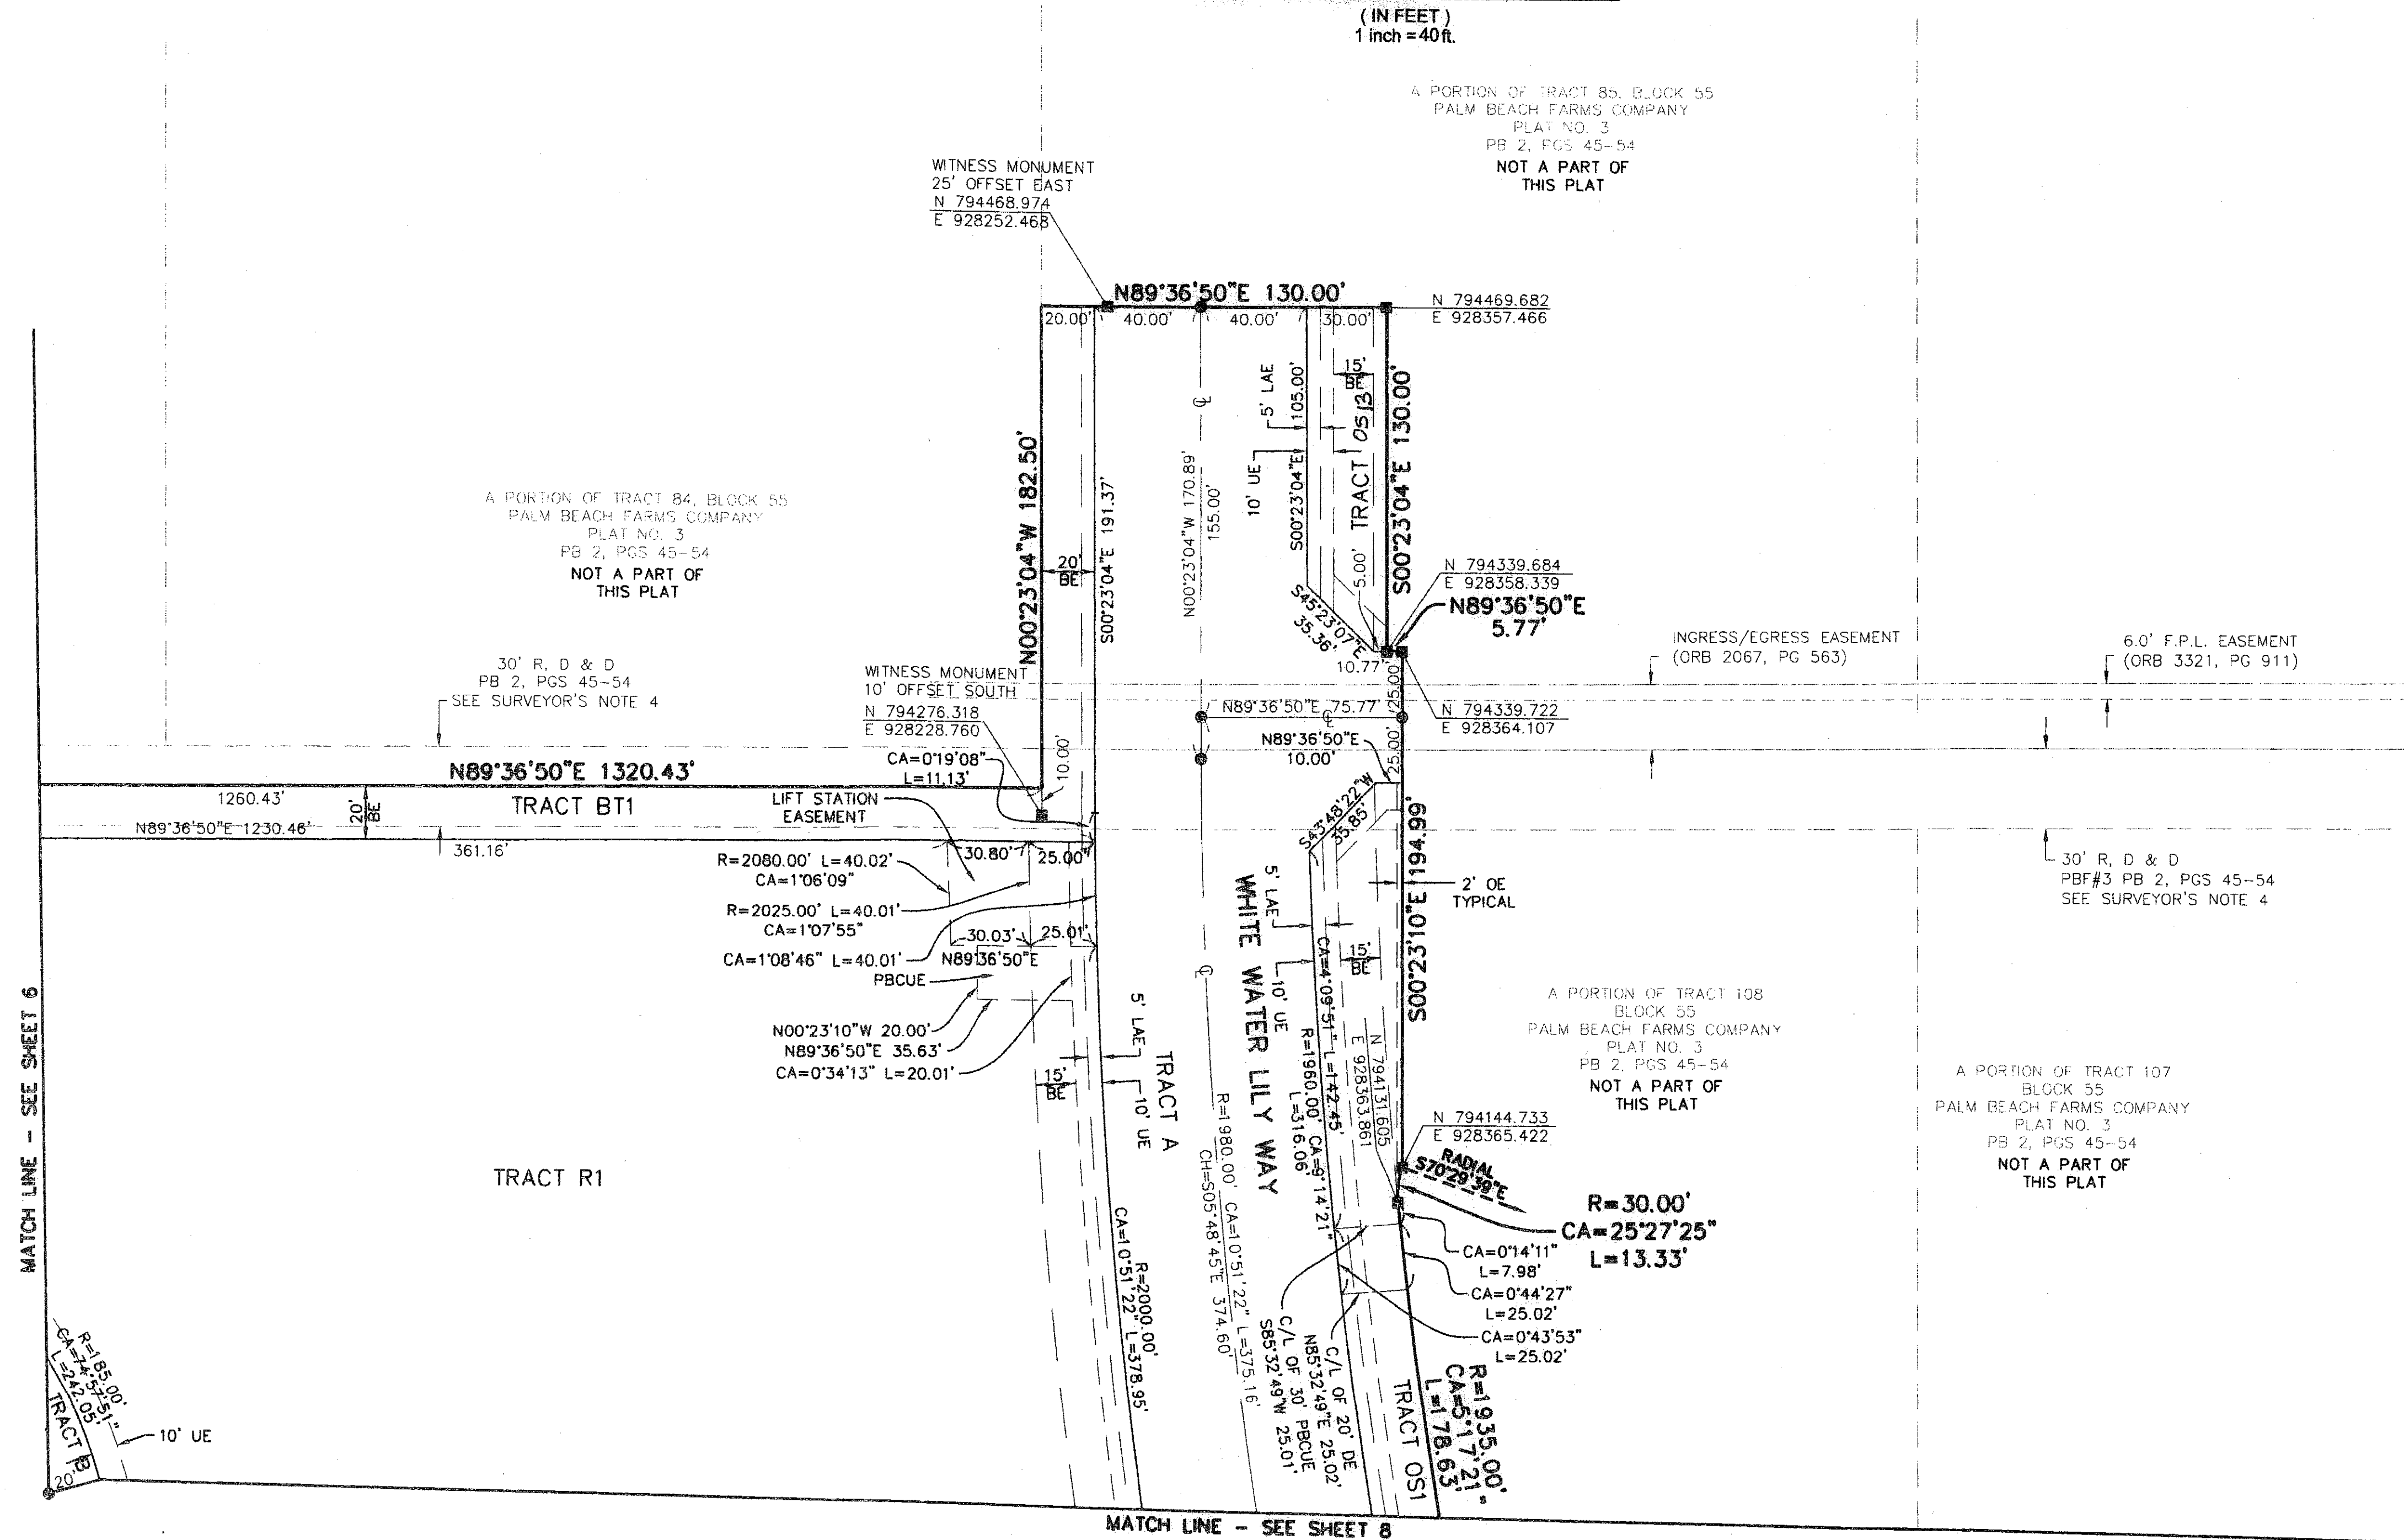 ( IN FEET )
1 inch = 40 ft.
A PORTION OF TRACT 85, BLOCK 55
PALM BEACH FARMS COMPANY
PLAT NO. 3
PB 2, PGS 45-54
NOT A PART OF
THIS PLAT
WITNESS MONUMENT
25' OFFSET EAST
N 794468.974
E 928252.468
N89°36'50"E 130.00'
20.00'
40.00'
40.00'
30.00'
N 794469.682
E 928357.466
15'
BE
5' LAE
105.00'
10' UE
S00°23'04"E
TRACT OS13
5.00'
S00°23'04"E 130.00'
N00°23'04"W 182.50'
S00°23'04"E 191.37'
20'
BE
N00°23'04"W 170.89'
155.00'
A PORTION OF TRACT 84, BLOCK 55
PALM BEACH FARMS COMPANY
PLAT NO. 3
PB 2, PGS 45-54
NOT A PART OF
THIS PLAT
N 794339.684
E 928358.339
N89°36'50"E
5.77'
S45°23'07"E
35.36'
10.77'
25.00'
INGRESS/EGRESS EASEMENT
(ORB 2067, PG 563)
6.0' F.P.L. EASEMENT
(ORB 3321, PG 911)
30' R, D & D
PB 2, PGS 45-54
SEE SURVEYOR'S NOTE 4
WITNESS MONUMENT
10' OFFSET SOUTH
N 794276.318
E 928228.760
N89°36'50"E 75.77'
N 794339.722
E 928364.107
N89°36'50"E
10.00'
25.00'
CA=0°19'08"
L=11.13'
10.00'
N89°36'50"E 1320.43'
1260.43'
20'
BE
TRACT BT1
LIFT STATION
EASEMENT
N89°36'50"E 1230.46'
361.16'
30.80'
25.00'
R=2080.00' L=40.02'
CA=1°06'09"
R=2025.00' L=40.01'
CA=1°07'55"
30.03'
25.01'
CA=1°08'46" L=40.01'
N89°36'50"E
PBCUE
N00°23'10"W 20.00'
N89°36'50"E 35.63'
CA=0°34'13" L=20.01'
15'
BE
5' LAE
10' UE
TRACT A
S43°48'22"W
35.85'
S00°23'10"E 194.99'
2' OE
TYPICAL
30' R, D & D
PBF#3 PB 2, PGS 45-54
SEE SURVEYOR'S NOTE 4
5' LAE
10' UE
WHITE WATER LILY WAY
15'
BE
CA=4°09'51" L=142.45'
R=1960.00' CA=9°14'21"
L=316.06'
N 794131.605
E 928363.861
A PORTION OF TRACT 108
BLOCK 55
PALM BEACH FARMS COMPANY
PLAT NO. 3
PB 2, PGS 45-54
NOT A PART OF
THIS PLAT
A PORTION OF TRACT 107
BLOCK 55
PALM BEACH FARMS COMPANY
PLAT NO. 3
PB 2, PGS 45-54
NOT A PART OF
THIS PLAT
N 794144.733
E 928365.422
RADIAL
S70°29'39"E
R=30.00'
CA=25°27'25"
L=13.33'
MATCH LINE - SEE SHEET 6
TRACT R1
CA=0°14'11"
L=7.98'
CA=0°44'27"
L=25.02'
CA=0°43'53"
L=25.02'
R=2000.00'
CA=10°51'22" L=378.95'
R=1980.00' CA=10°51'22" L=375.16'
CH=S05°48'45"E 374.60'
C/L OF 20' DE
N85°32'49"E 25.02'
C/L OF 30' PBCUE
S85°32'49"W 25.01'
R=1935.00'
CA=5°17'21"
L=178.63'
TRACT OS1
R=185.00'
CA=74°57'51"
L=242.05'
TRACT B
10' UE
20'
MATCH LINE - SEE SHEET 8